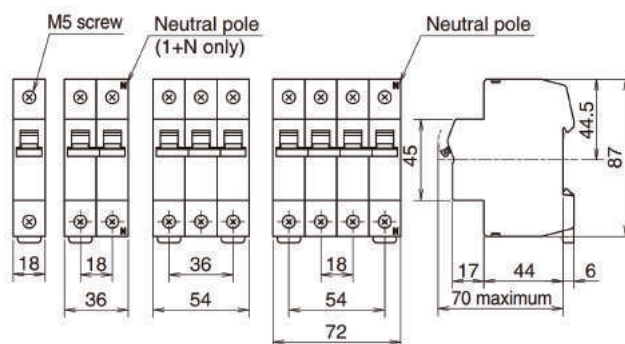 M5 screw
Neutral pole
(1+N only)
Neutral pole
N
N
N
N
45
44.5
87
18
18
36
36
54
18
54
72
17
44
6
70 maximum